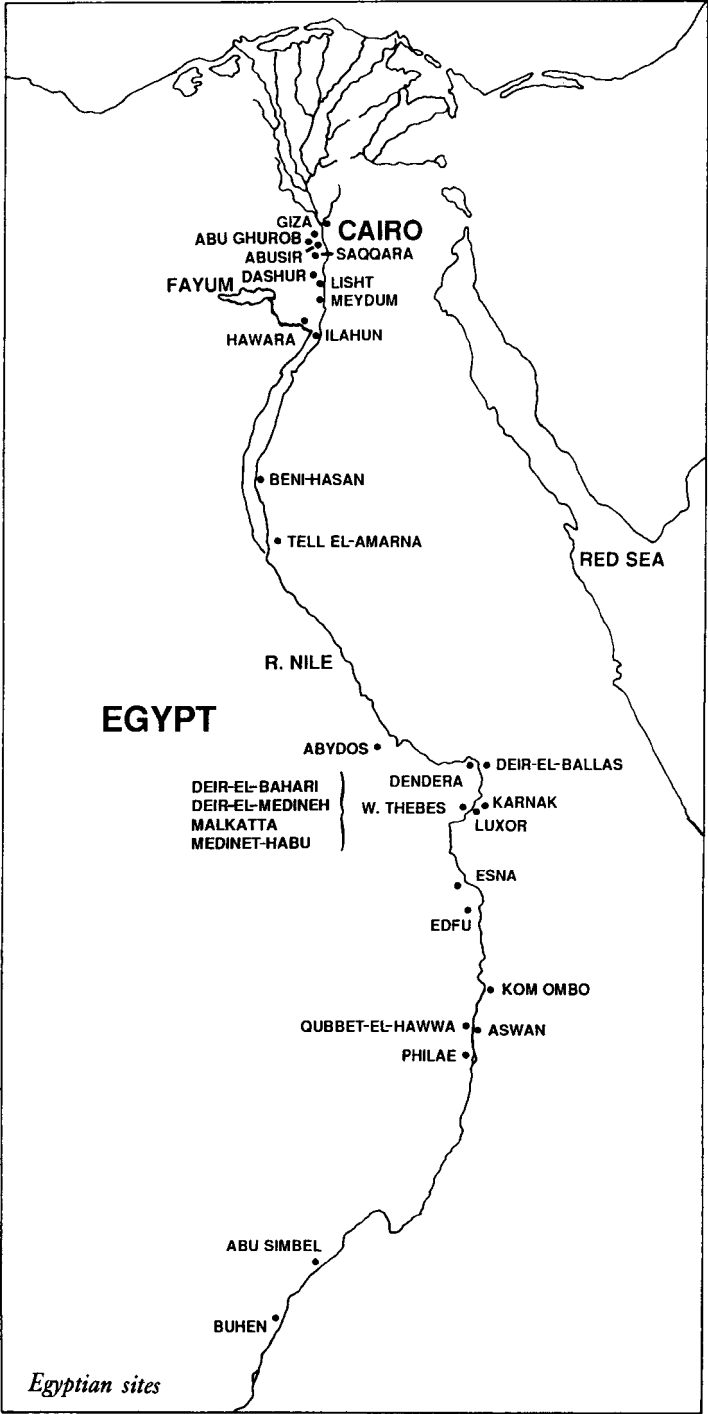 GIZA
CAIRO
ABU GHUROB
ABUSIR
SAQQARA
DASHUR
FAYUM
LISHT
MEYDUM
HAWARA
ILAHUN
BENI-HASAN
TELL EL-AMARNA
RED SEA
R. NILE
EGYPT
ABYDOS
DEIR-EL-BALLAS
DENDERA
DEIR-EL-BAHARI
DEIR-EL-MEDINEH
MALKATTA
MEDINET-HABU
W. THEBES
KARNAK
LUXOR
ESNA
EDFU
KOM OMBO
QUBBET-EL-HAWWA
ASWAN
PHILAE
ABU SIMBEL
BUHEN
Egyptian sites